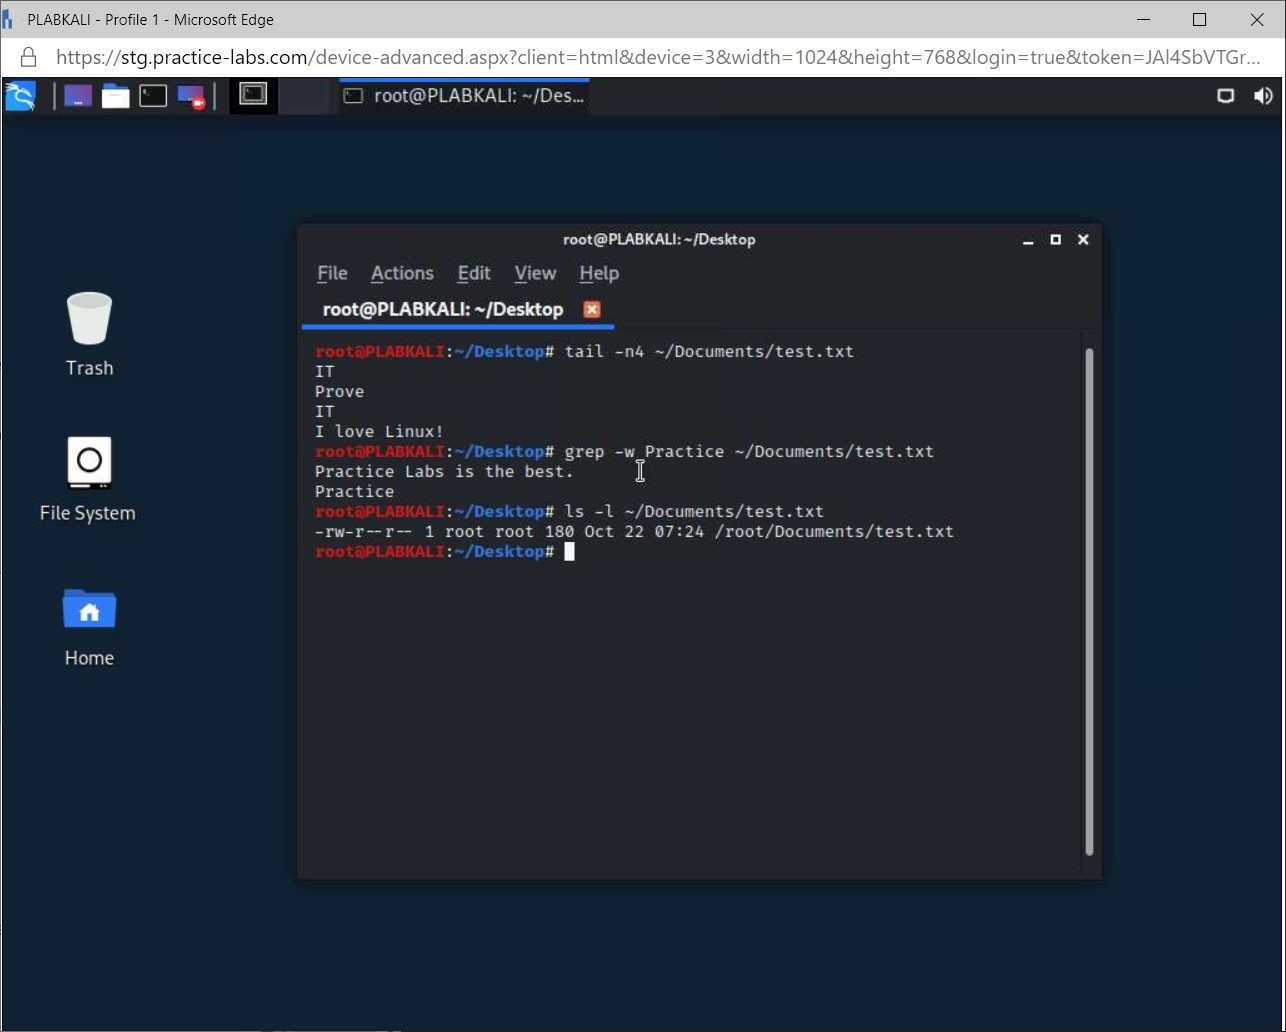 PLABKALI - Profile 1 - Microsoft Edge
https://stg.practice-labs.com/device-advanced.aspx?client=html&device=3&width=1024&height=768&login=true&token=JAl4SbVTGr...
root@PLABKALI: ~/Des...
root@PLABKALI: ~/Desktop
File Actions Edit View Help
root@PLABKALI: ~/Desktop
root@PLABKALI:~/Desktop# tail -n4 ~/Documents/test.txt
IT
Prove
IT
I love Linux!
root@PLABKALI:~/Desktop# grep -w Practice ~/Documents/test.txt
Practice Labs is the best.
Practice
root@PLABKALI:~/Desktop# ls -l ~/Documents/test.txt
-rw-r--r-- 1 root root 180 Oct 22 07:24 /root/Documents/test.txt
root@PLABKALI:~/Desktop#
Trash
File System
Home